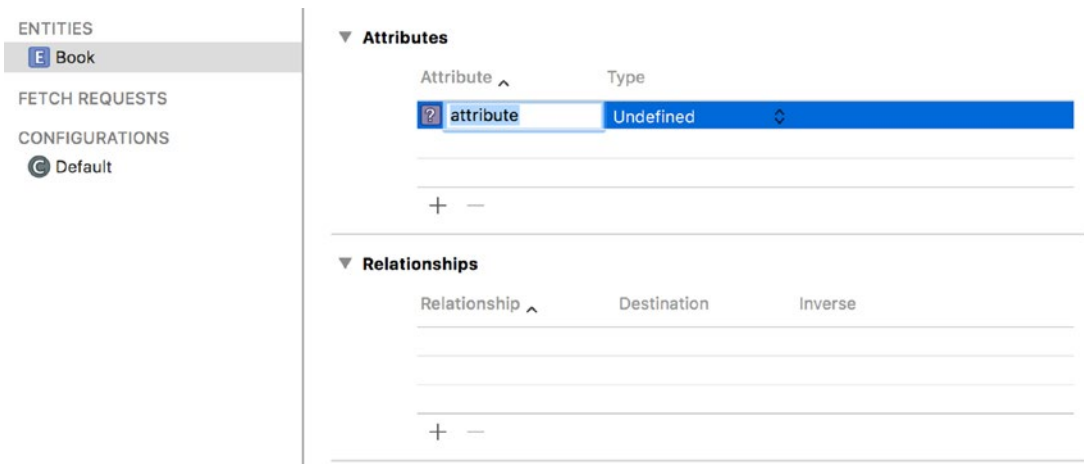 ENTITIES
E Book
FETCH REQUESTS
CONFIGURATIONS
C Default
Attributes
Attribute Type
? attribute Undefined
+ −
Relationships
Relationship Destination Inverse
+ −